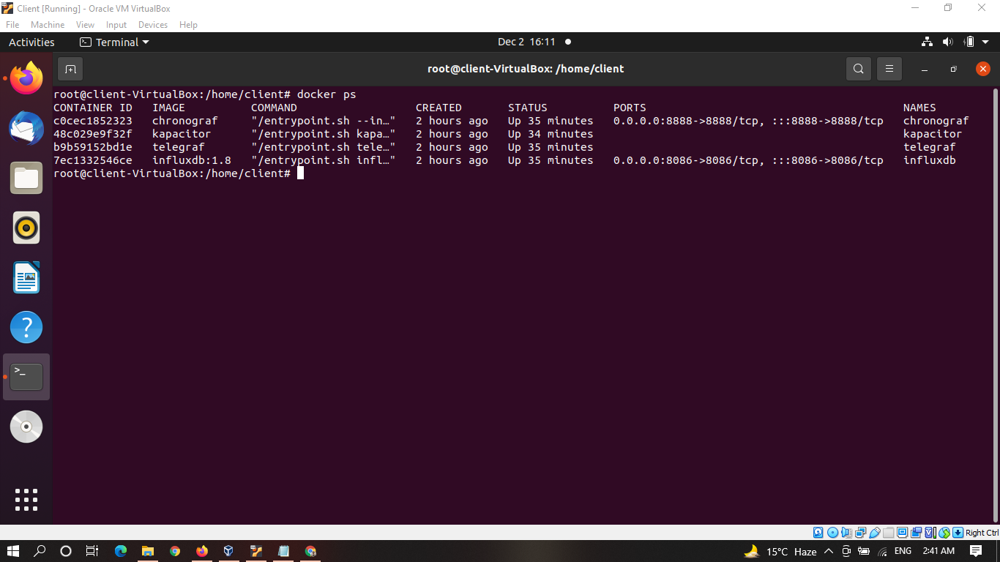 Client [Running] - Oracle VM VirtualBox
File Machine View Input Devices Help
Activities Terminal Dec 2 16:11
root@client-VirtualBox: /home/client
root@client-VirtualBox:/home/client# docker ps
CONTAINER ID IMAGE COMMAND CREATED STATUS PORTS NAMES
c0cec1852323 chronograf "/entrypoint.sh --in…" 2 hours ago Up 35 minutes 0.0.0.0:8888->8888/tcp, :::8888->8888/tcp chronograf
48c029e9f32f kapacitor "/entrypoint.sh kapa…" 2 hours ago Up 34 minutes kapacitor
b9b59152bd1e telegraf "/entrypoint.sh tele…" 2 hours ago Up 35 minutes telegraf
7ec1332546ce influxdb:1.8 "/entrypoint.sh infl…" 2 hours ago Up 35 minutes 0.0.0.0:8086->8086/tcp, :::8086->8086/tcp influxdb
root@client-VirtualBox:/home/client#
Right Ctrl
15°C Haze ENG 2:41 AM